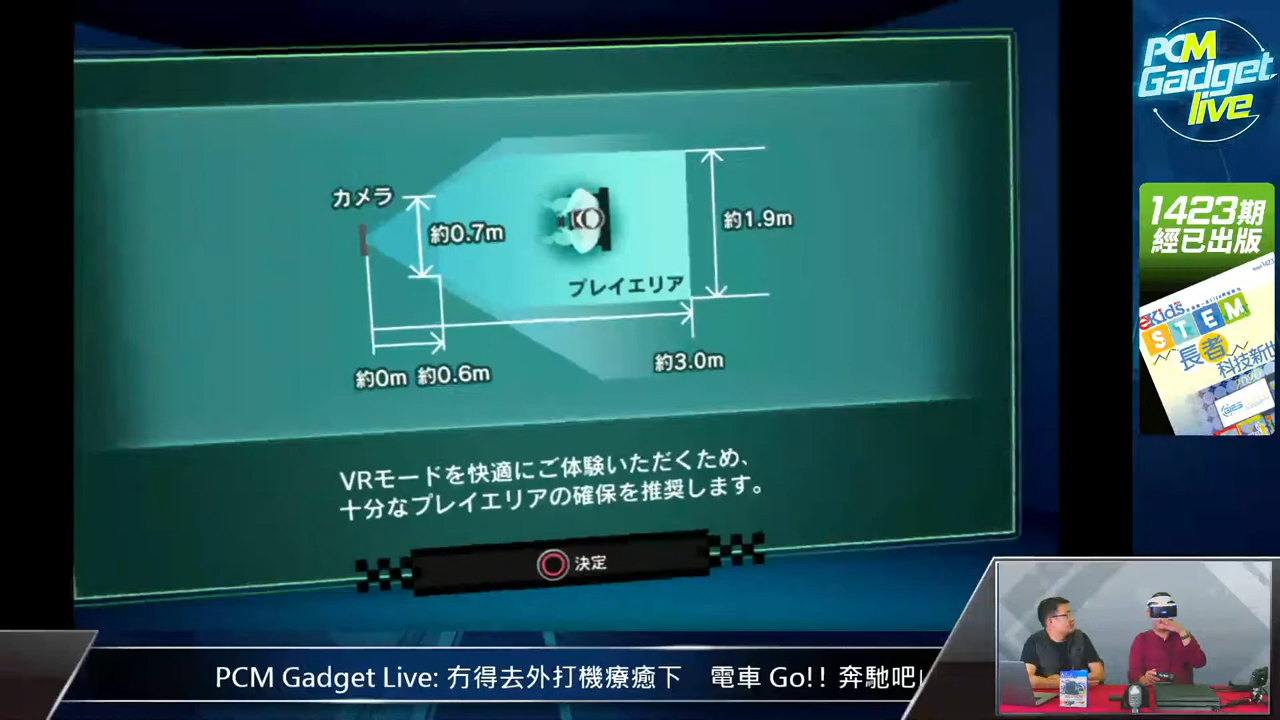 カメラ
約0.7m
約1.9m
プレイエリア
約0m 約0.6m
約3.0m
VRモードを快適にご体験いただくため、
十分なプレイエリアの確保を推奨します。
決定
PCM
Gadget
live
1423期
經已出版
eKids
STEM
長者
科技新世
PCM Gadget Live: 冇得去外打機療癒下 電車 Go!! 奔馳吧